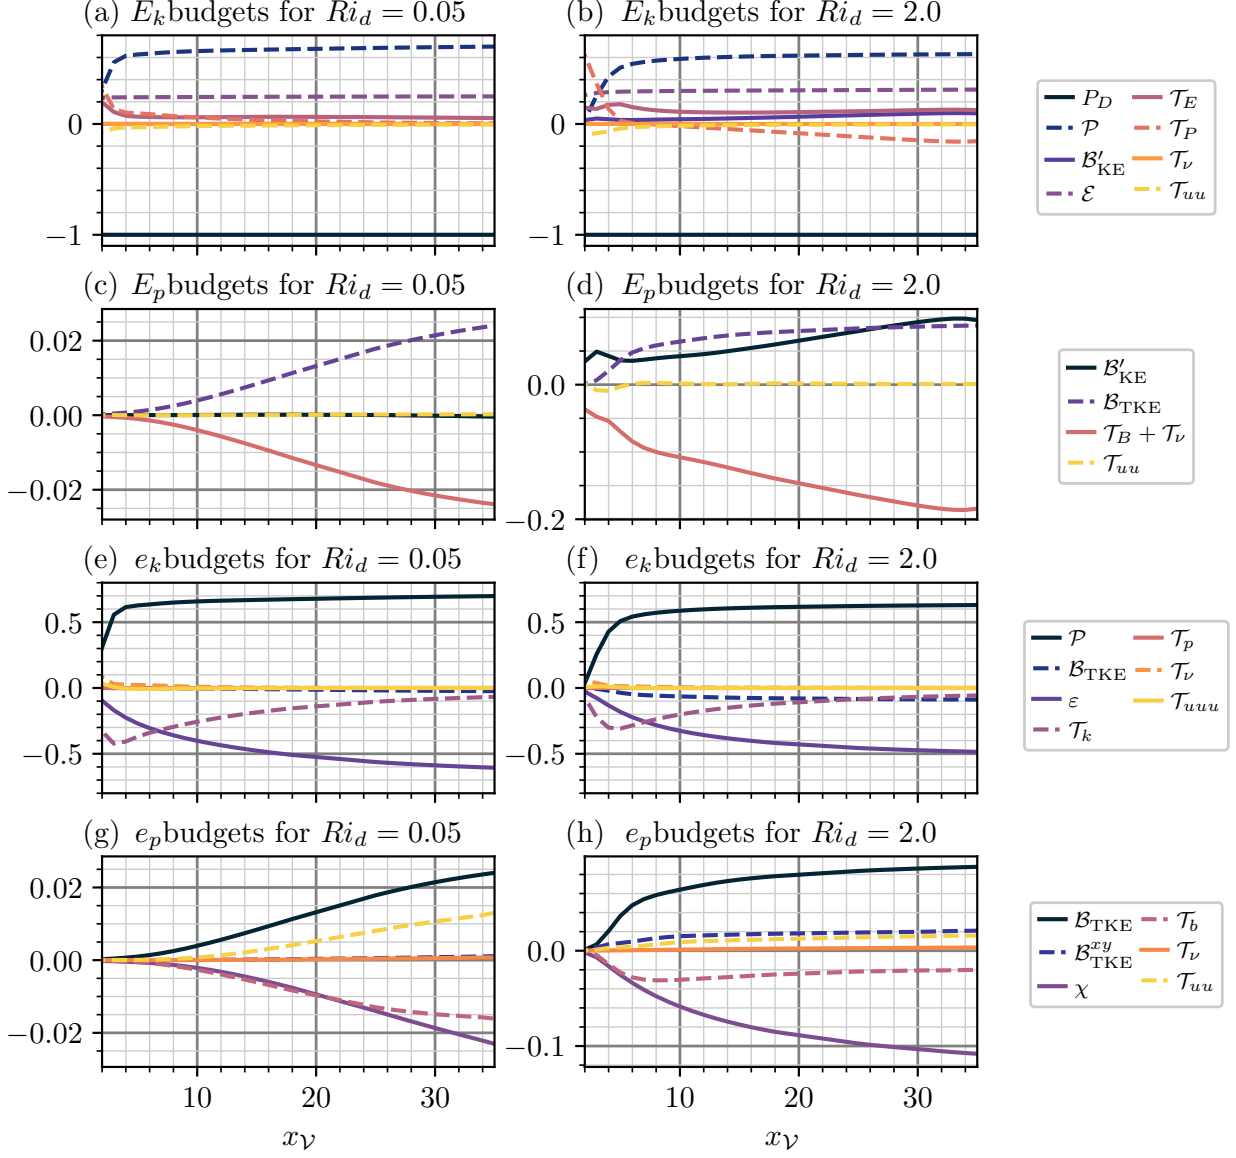 (a) E_k budgets for Ri_d = 0.05
(b) E_k budgets for Ri_d = 2.0
0
−1
0
−1
P_D
𝒫
ℬ′_KE
ℰ
𝒯_E
𝒯_P
𝒯_ν
𝒯_uu
(c) E_p budgets for Ri_d = 0.05
(d) E_p budgets for Ri_d = 2.0
0.02
0.00
−0.02
0.0
−0.2
ℬ′_KE
ℬ_TKE
𝒯_B + 𝒯_ν
𝒯_uu
(e) e_k budgets for Ri_d = 0.05
(f) e_k budgets for Ri_d = 2.0
0.5
0.0
−0.5
0.5
0.0
−0.5
𝒫
ℬ_TKE
ε
𝒯_k
𝒯_p
𝒯_ν
𝒯_uuu
(g) e_p budgets for Ri_d = 0.05
(h) e_p budgets for Ri_d = 2.0
0.02
0.00
−0.02
0.1
0.0
−0.1
ℬ_TKE
ℬ^xy_TKE
χ
𝒯_b
𝒯_ν
𝒯_uu
10 20 30
10 20 30
x_𝒱
x_𝒱